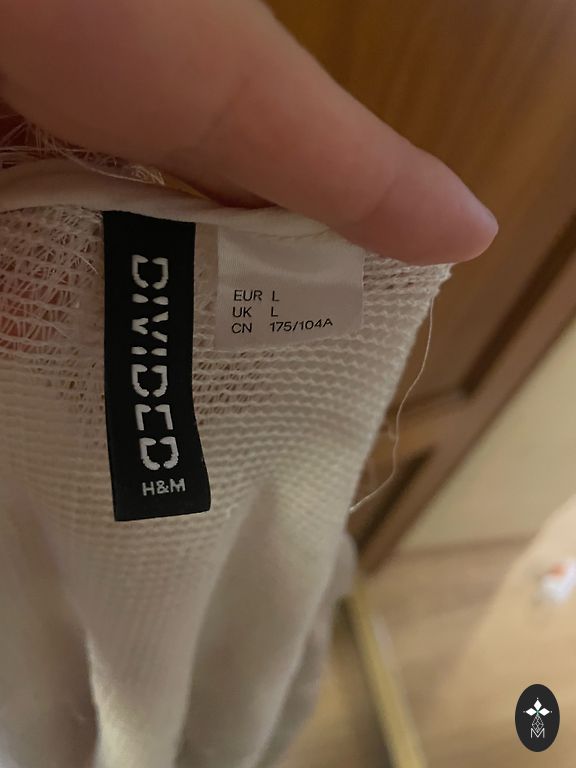 DIVIDED
H&M
EUR L
UK L
CN 175/104A
M